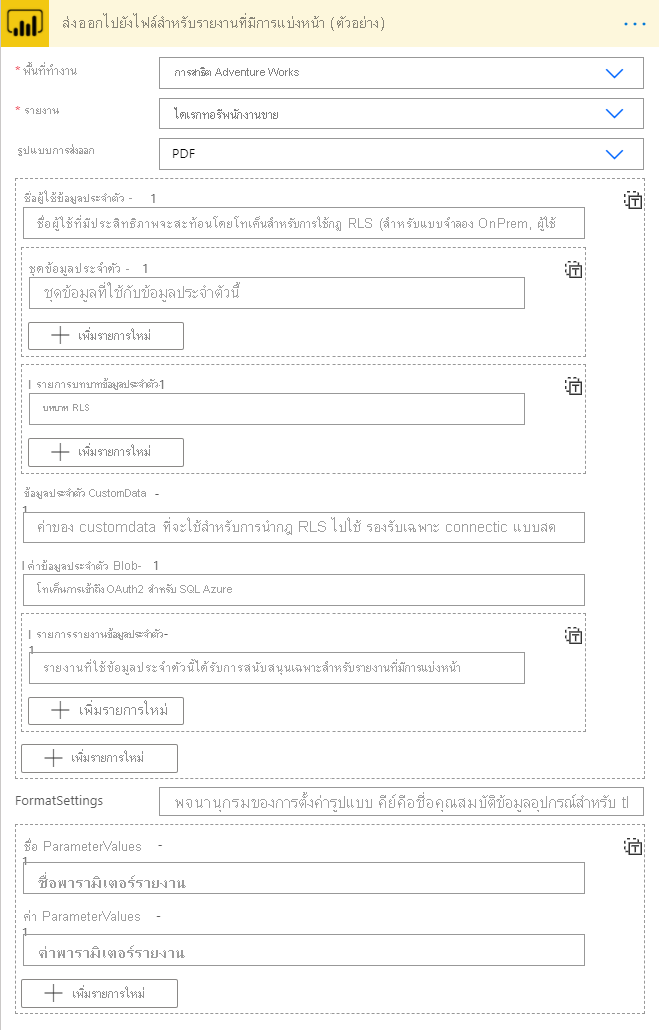 ส่งออกไปยังไฟล์สำหรับรายงานที่มีการแบ่งหน้า (ตัวอย่าง)
* พื้นที่ทำงาน
การสาธิต Adventure Works
* รายงาน
ไดเรกทอรีพนักงานขาย
รูปแบบการส่งออก
PDF
ชื่อผู้ใช้ข้อมูลประจำตัว - 1
ชื่อผู้ใช้ที่มีประสิทธิภาพจะสะท้อนโดยโทเค็นสำหรับการใช้กฎ RLS (สำหรับแบบจำลอง OnPrem, ผู้ใช้
ชุดข้อมูลประจำตัว - 1
ชุดข้อมูลที่ใช้กับข้อมูลประจำตัวนี้
เพิ่มรายการใหม่
l รายการบทบาทข้อมูลประจำตัว-1
บทบาท RLS
เพิ่มรายการใหม่
ข้อมูลประจำตัว CustomData -
1
ค่าของ customdata ที่จะใช้สำหรับการนำกฎ RLS ไปใช้ รองรับเฉพาะ connectic แบบสด
l ค่าข้อมูลประจำตัว Blob- 1
โทเค็นการเข้าถึง OAuth2 สำหรับ SQL Azure
l รายการรายงานข้อมูลประจำตัว-
1
รายงานที่ใช้ข้อมูลประจำตัวนี้ได้รับการสนับสนุนเฉพาะสำหรับรายงานที่มีการแบ่งหน้า
เพิ่มรายการใหม่
เพิ่มรายการใหม่
FormatSettings
พจนานุกรมของการตั้งค่ารูปแบบ คีย์คือชื่อคุณสมบัติข้อมูลอุปกรณ์สำหรับ tl
ชื่อ ParameterValues -
1
ชื่อพารามิเตอร์รายงาน
ค่า ParameterValues -
1
ค่าพารามิเตอร์รายงาน
เพิ่มรายการใหม่